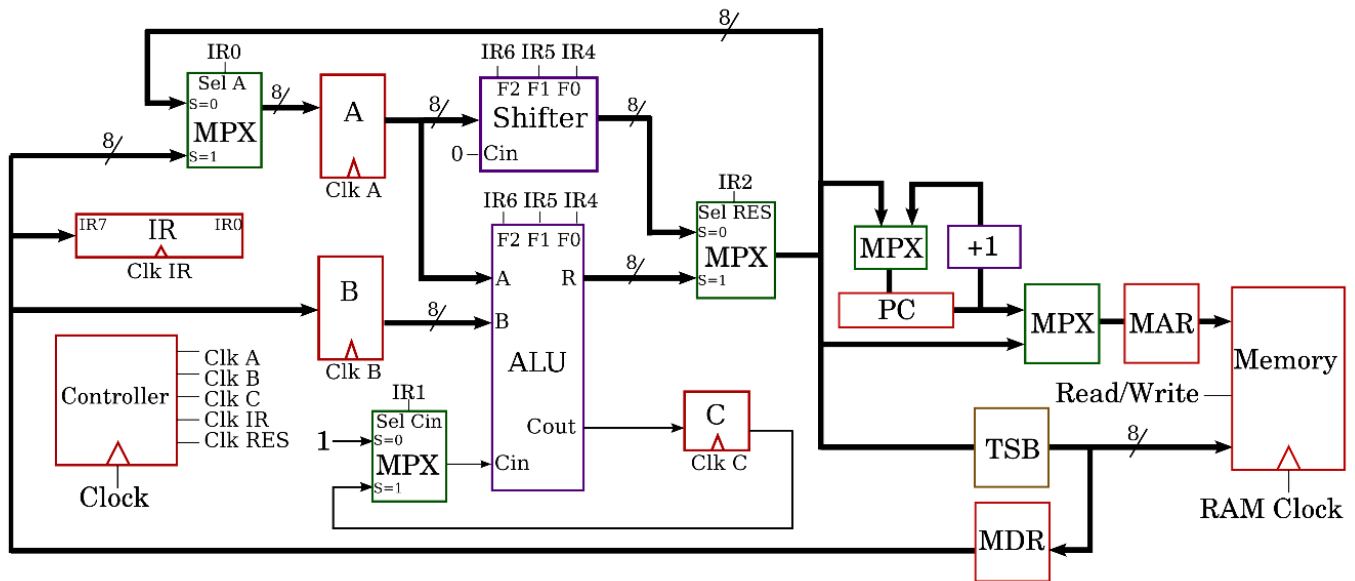 8/
IR0
Sel A
S=0
MPX
S=1
8/
8/
A
Clk A
8/
IR6 IR5 IR4
F2 F1 F0
Shifter
0
Cin
8/
IR7
IR
IR0
Clk IR
B
Clk B
8/
IR6 IR5 IR4
F2 F1 F0
A
R
B
ALU
Cout
Cin
8/
IR2
Sel RES
S=0
MPX
S=1
MPX
+1
PC
MPX
MAR
Memory
Read/Write
RAM Clock
Controller
Clk A
Clk B
Clk C
Clk IR
Clk RES
Clock
IR1
Sel Cin
1
S=0
MPX
S=1
C
Clk C
TSB
8/
MDR